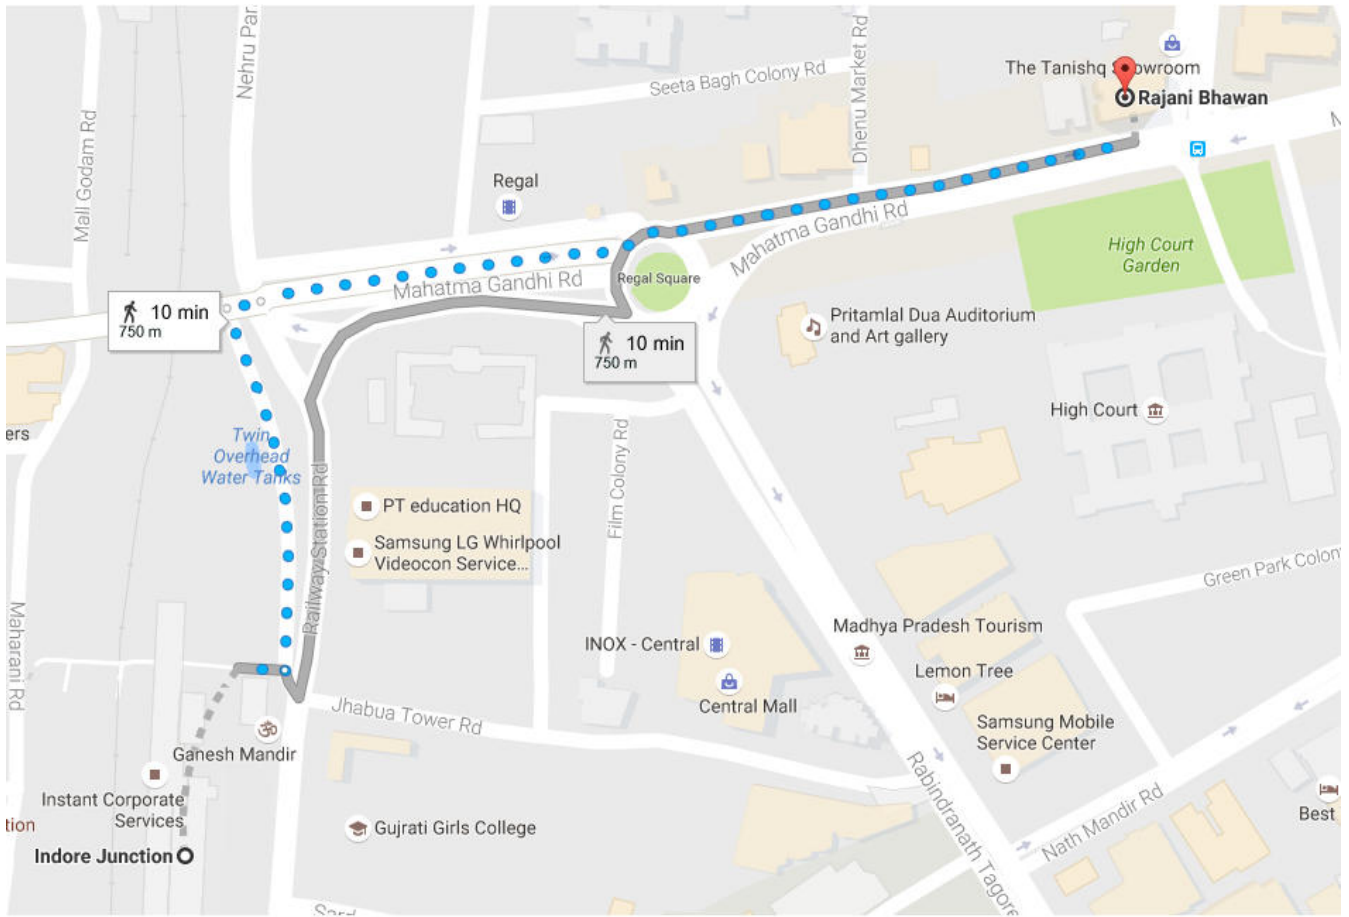 Nehru Par
Mall Godam Rd
Seeta Bagh Colony Rd
Dhenu Market Rd
The Tanishq Showroom
Rajani Bhawan
Regal
Mahatma Gandhi Rd
Mahatma Gandhi Rd
Regal Square
High Court
Garden
10 min
750 m
10 min
750 m
Pritamlal Dua Auditorium
and Art gallery
High Court
ers
Twin
Overhead
Water Tanks
Railway Station Rd
Film Colony Rd
PT education HQ
Samsung LG Whirlpool
Videocon Service...
Green Park Colon
Maharani Rd
INOX - Central
Central Mall
Madhya Pradesh Tourism
Lemon Tree
Samsung Mobile
Service Center
Jhabua Tower Rd
Ganesh Mandir
Instant Corporate
Services
tion
Indore Junction
Gujrati Girls College
Rabindranath Tagore
Nath Mandir Rd
Best
Sard